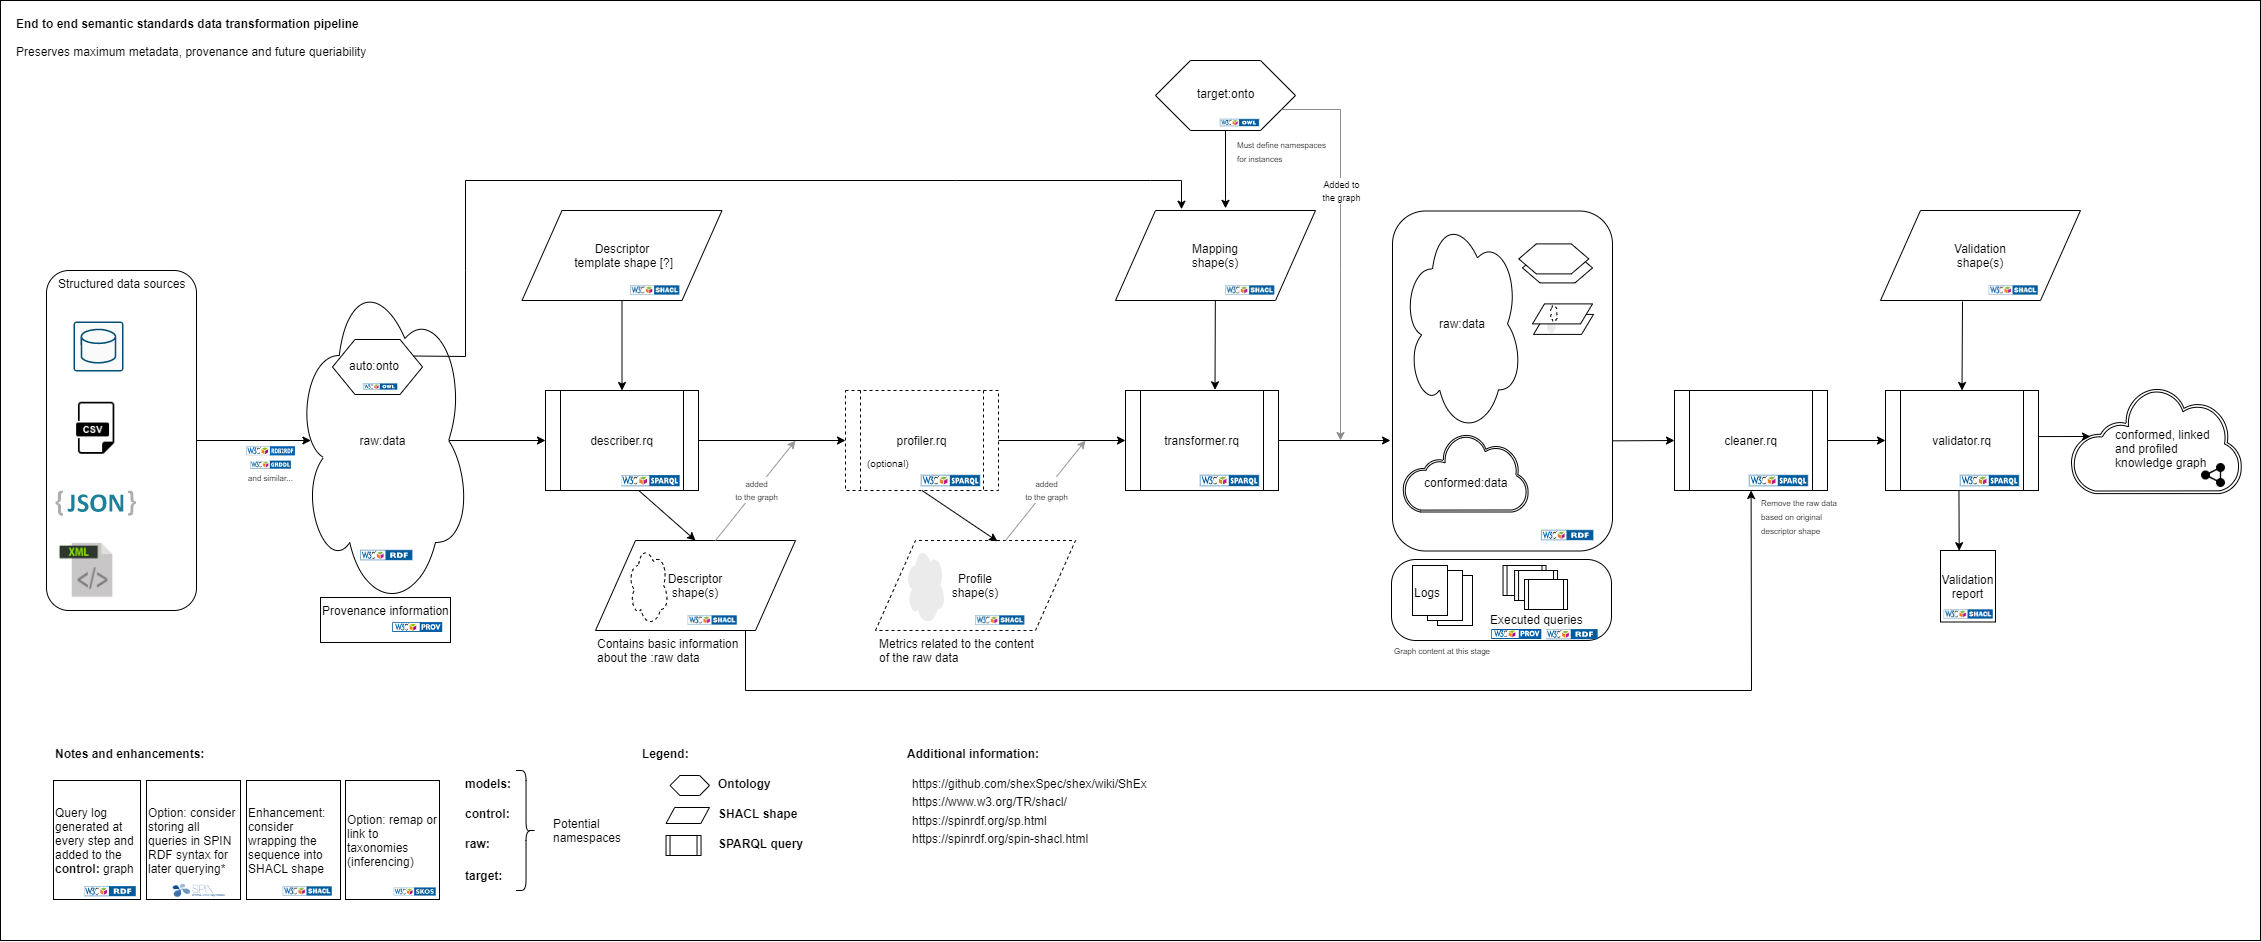 End to end semantic standards data transformation pipeline
Preserves maximum metadata, provenance and future queriability
target:onto
W3C OWL
Must define namespaces
for instances
Added to
the graph
Structured data sources
CSV
{JSON}
XML
</>
W3C RDB2RDF
W3C GRDDL
and similar...
auto:onto
W3C OWL
raw:data
W3C RDF
Provenance information
W3C PROV
Descriptor
template shape [?]
W3C SHACL
describer.rq
W3C SPARQL
added
to the graph
Descriptor
shape(s)
W3C SHACL
Contains basic information
about the :raw data
profiler.rq
(optional)
W3C SPARQL
added
to the graph
Profile
shape(s)
W3C SHACL
Metrics related to the content
of the raw data
Mapping
shape(s)
W3C SHACL
transformer.rq
W3C SPARQL
raw:data
conformed:data
W3C RDF
Logs
Executed queries
W3C PROV W3C RDF
Graph content at this stage
cleaner.rq
W3C SPARQL
Remove the raw data
based on original
descriptor shape
Validation
shape(s)
W3C SHACL
validator.rq
W3C SPARQL
Validation
report
W3C SHACL
conformed, linked
and profiled
knowledge graph
Notes and enhancements:
Query log
generated at
every step and
added to the
control: graph
W3C RDF
Option: consider
storing all
queries in SPIN
RDF syntax for
later querying*
SPIN
Enhancement:
consider
wrapping the
sequence into
SHACL shape
W3C SHACL
Option: remap or
link to
taxonomies
(inferencing)
W3C SKOS
models:
control:
raw:
target:
Potential
namespaces
Legend:
Ontology
SHACL shape
SPARQL query
Additional information:
https://github.com/shexSpec/shex/wiki/ShEx
https://www.w3.org/TR/shacl/
https://spinrdf.org/sp.html
https://spinrdf.org/spin-shacl.html